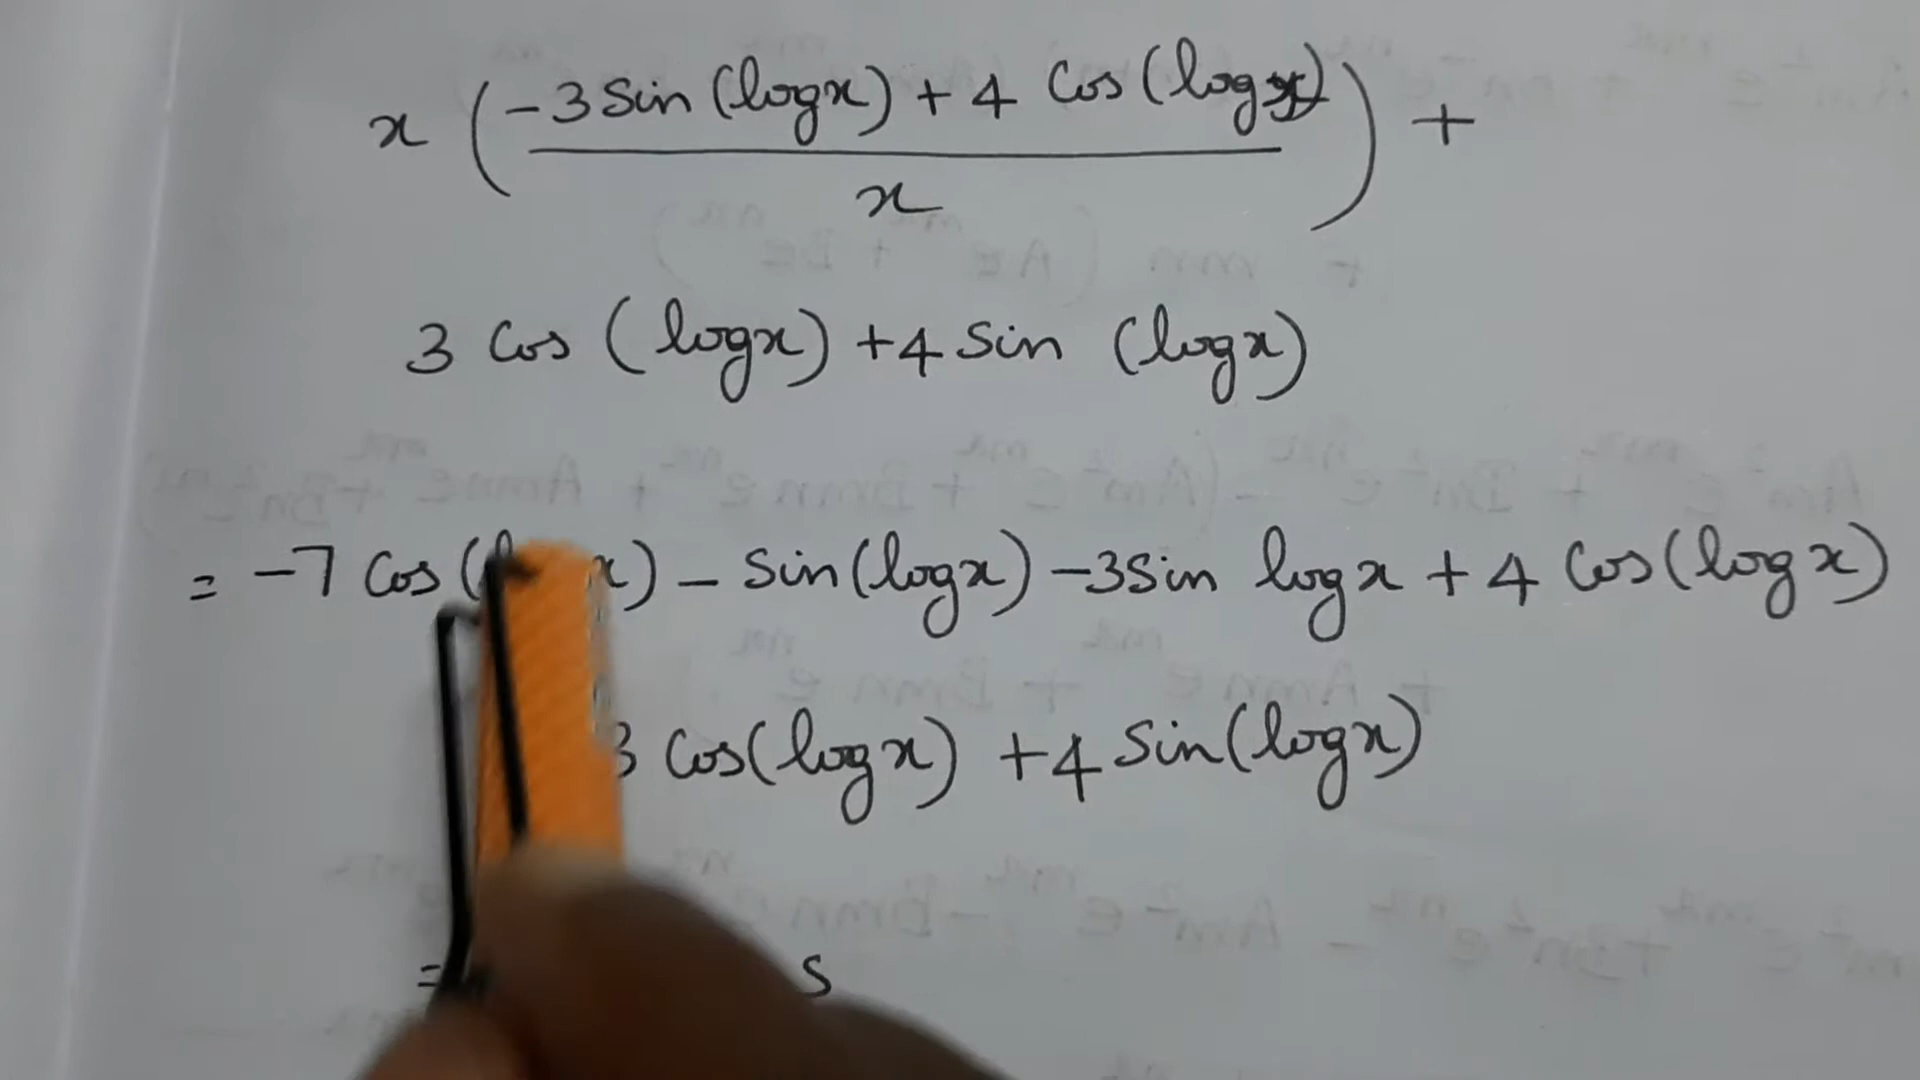 x ( -3 sin (log x) + 4 cos (log x) / x ) +
3 cos (log x) + 4 sin (log x)
= -7 cos ( x) - sin (log x) - 3 sin log x + 4 cos (log x)
3 cos (log x) + 4 sin (log x)
= s